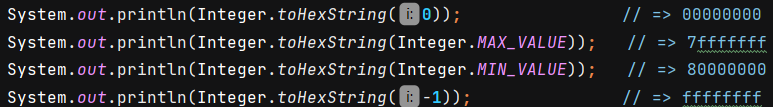 System.out.println(Integer.toHexString( i: 0)); // => 00000000
System.out.println(Integer.toHexString(Integer.MAX_VALUE)); // => 7fffffff
System.out.println(Integer.toHexString(Integer.MIN_VALUE)); // => 80000000
System.out.println(Integer.toHexString( i: -1)); // => ffffffff